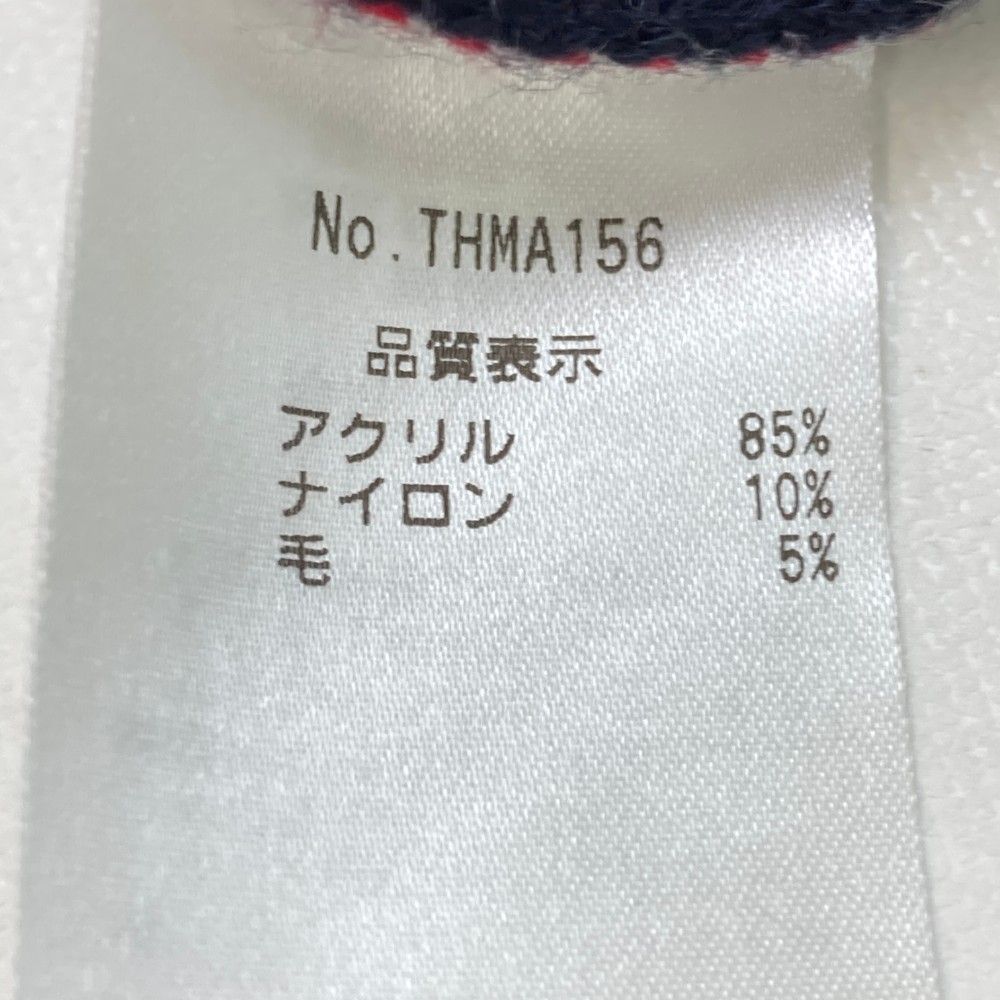 No.THMA156
品質表示
アクリル 85%
ナイロン 10%
毛 5%